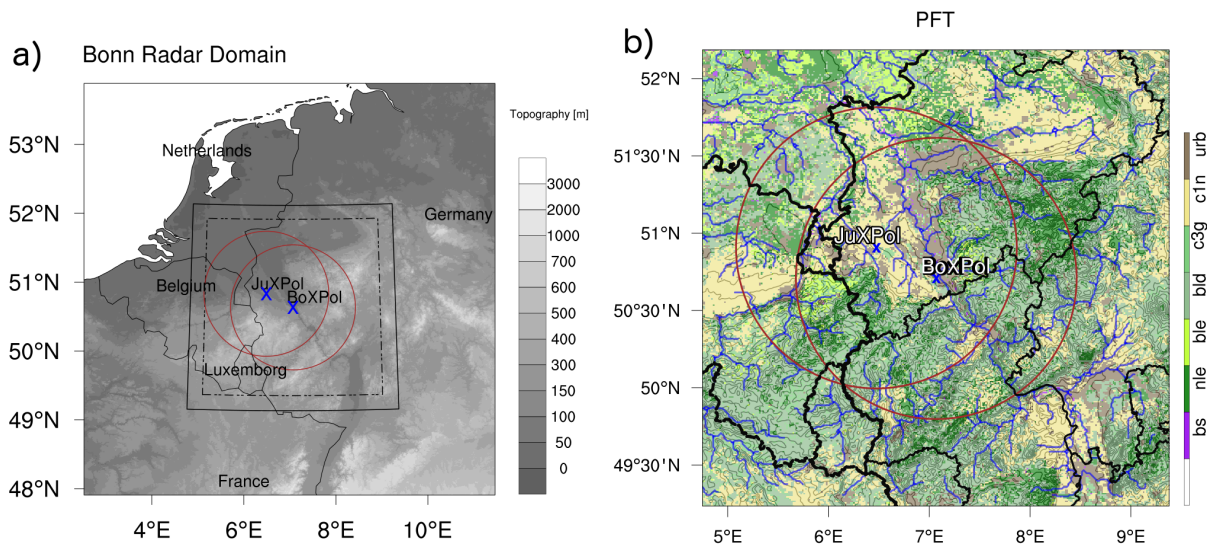 a)
Bonn Radar Domain
Topography [m]
53°N
52°N
51°N
50°N
49°N
48°N
4°E
6°E
8°E
10°E
Netherlands
Germany
Belgium
JuXPol
BoXPol
Luxemborg
France
3000
2000
1000
700
600
500
400
300
150
100
50
0
b)
PFT
52°N
51°30'N
51°N
50°30'N
50°N
49°30'N
5°E
6°E
7°E
8°E
9°E
JuXPol
BoXPol
urb
c1n
c3g
bld
ble
nle
bs